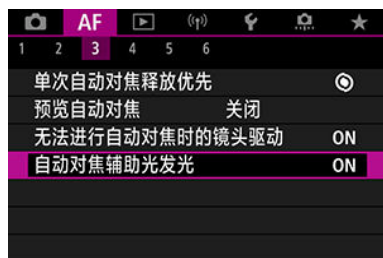 AF
1 2 3 4 5 6
单次自动对焦释放优先
预览自动对焦 关闭
无法进行自动对焦时的镜头驱动 ON
自动对焦辅助光发光 ON